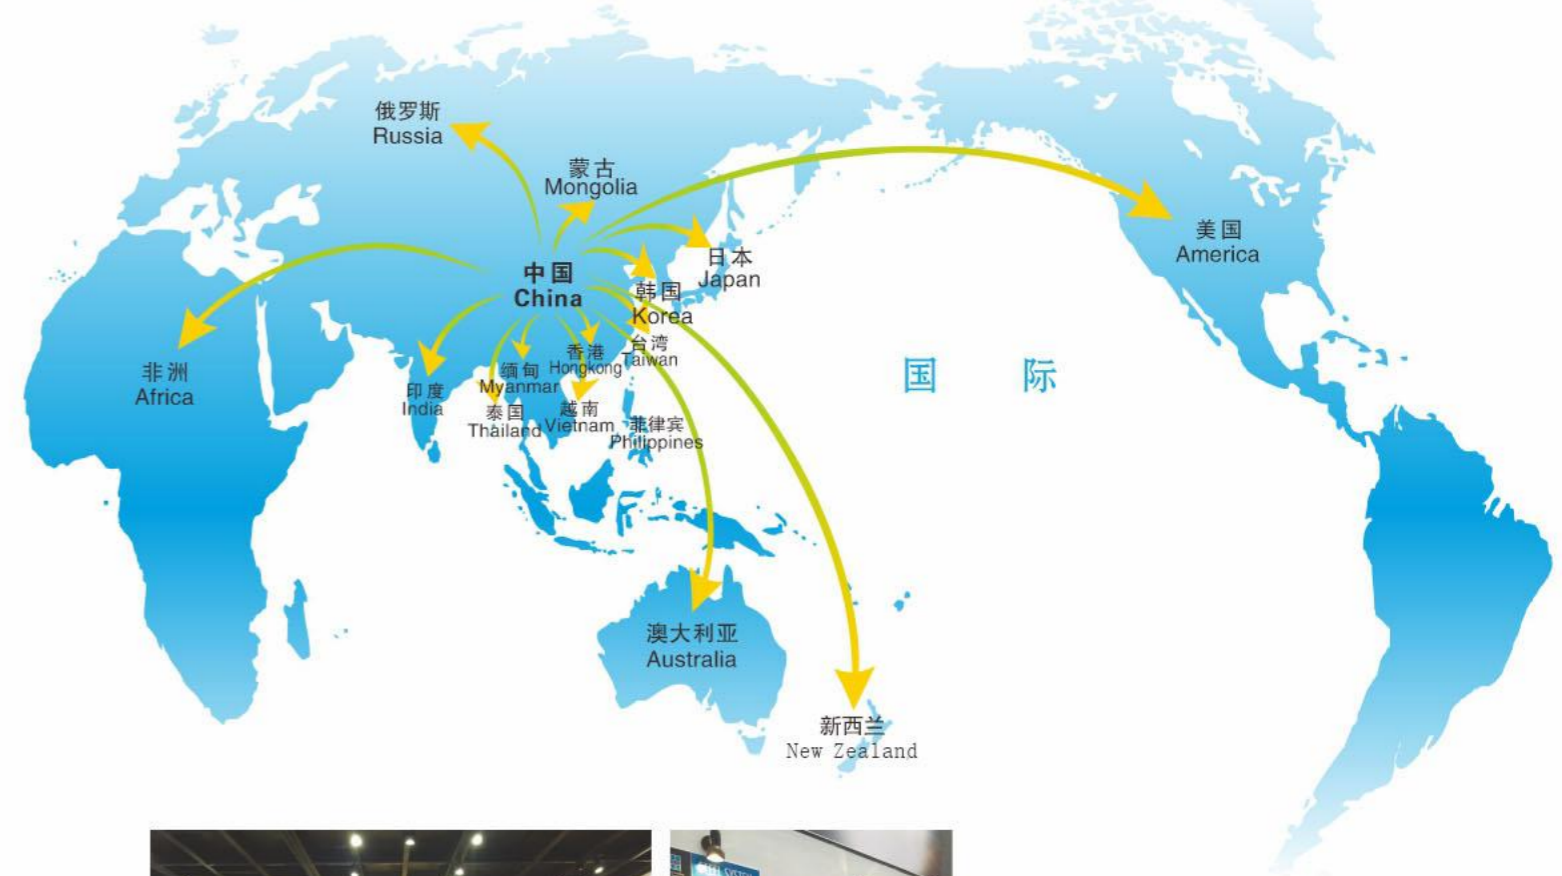 俄罗斯
Russia
蒙古
Mongolia
美国
America
日本
Japan
中国
China
韩国
Korea
台湾
Taiwan
香港
Hongkong
缅甸
Myanmar
非洲
Africa
印度
India
泰国
Thailand
越南
Vietnam
菲律宾
Philippines
国 际
澳大利亚
Australia
新西兰
New Zealand